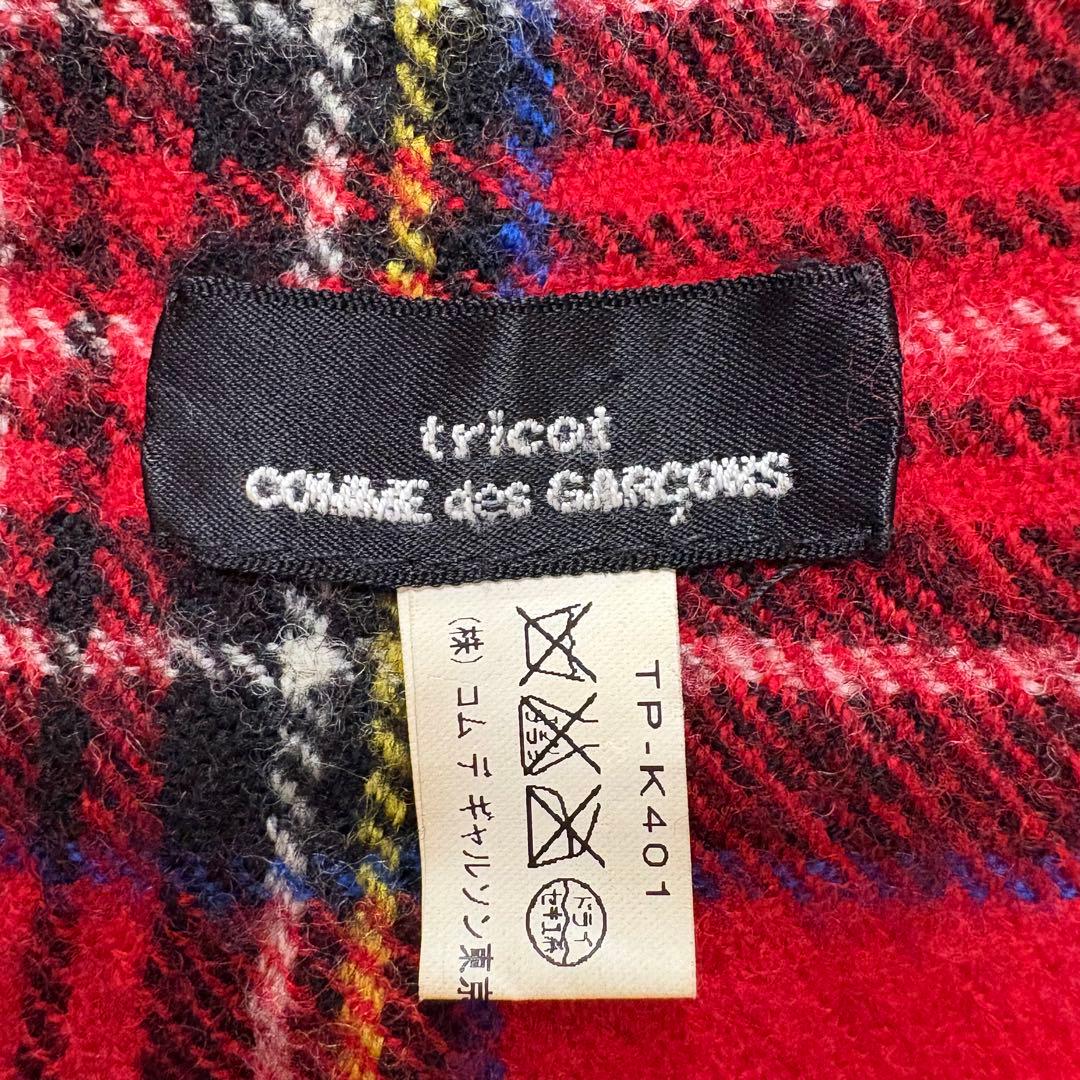 tricot
COMME des GARÇONS
TP-K401
ドライ
セキユ系
(株) コム デ ギャルソン東京